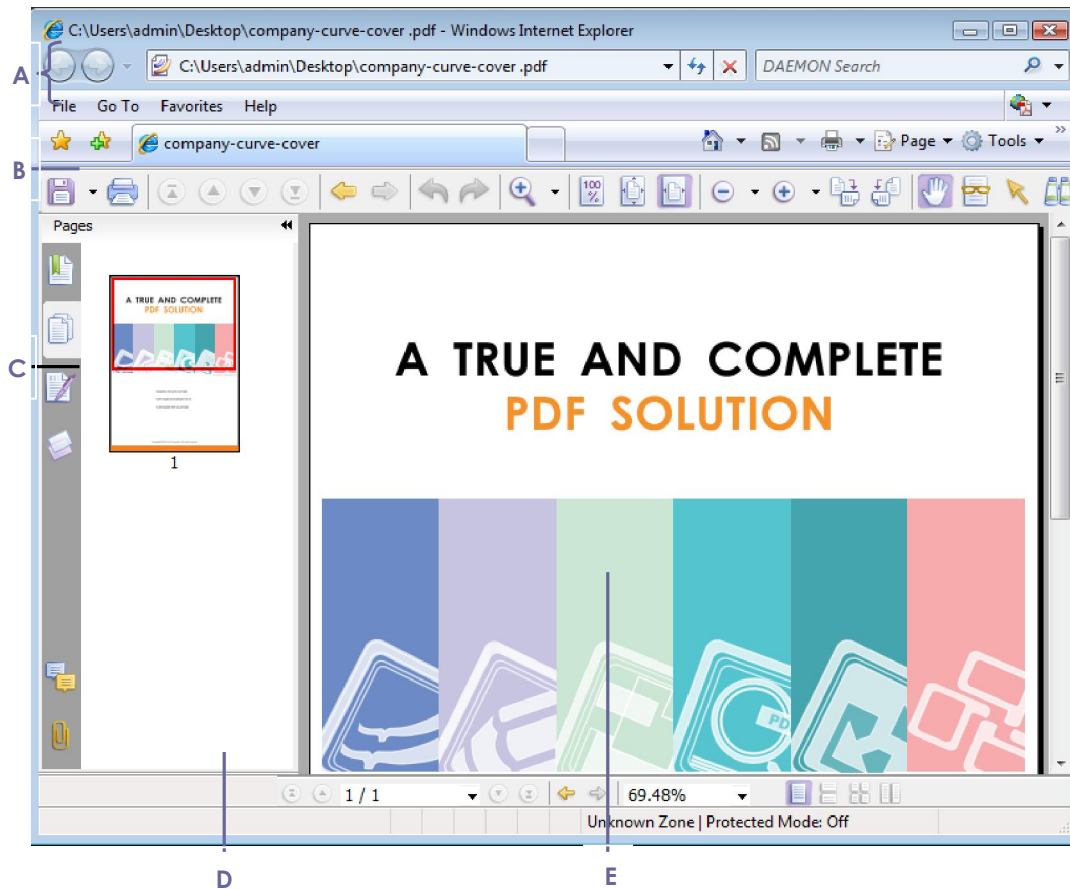 C:\Users\admin\Desktop\company-curve-cover .pdf - Windows Internet Explorer
A
C:\Users\admin\Desktop\company-curve-cover .pdf
DAEMON Search
File Go To Favorites Help
company-curve-cover
Page Tools
B
100 %
Pages
A TRUE AND COMPLETE
PDF SOLUTION
1
C
A TRUE AND COMPLETE
PDF SOLUTION
PD
1 / 1
69.48%
Unknown Zone | Protected Mode: Off
D
E